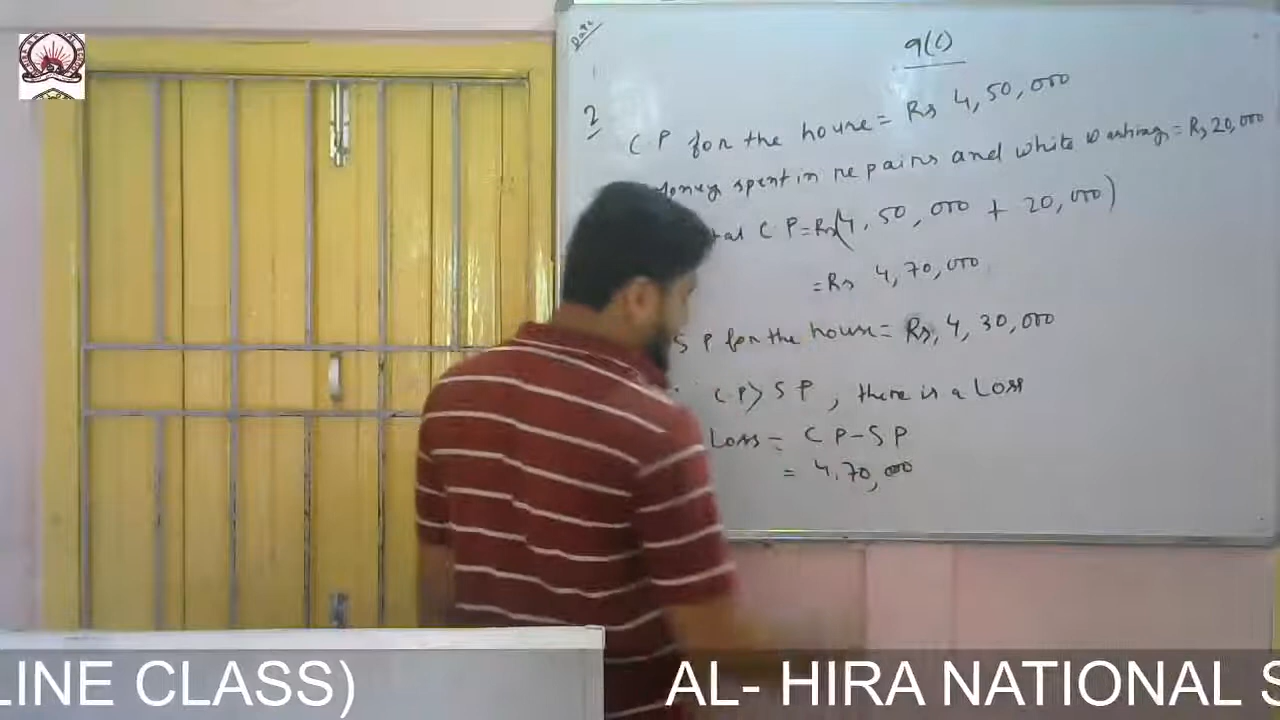 Date
9(C)
2
C P for the house = Rs 4,50,000
Money spent in repairs and white washing = Rs 20,000
tal C P = Rs(4,50,000 + 20,000)
= Rs 4,70,000
S P for the house = Rs, 4,30,000
CP > S P, there is a Loss
Loss = C P - S P
= 4,70,000
LINE CLASS)
AL- HIRA NATIONAL S